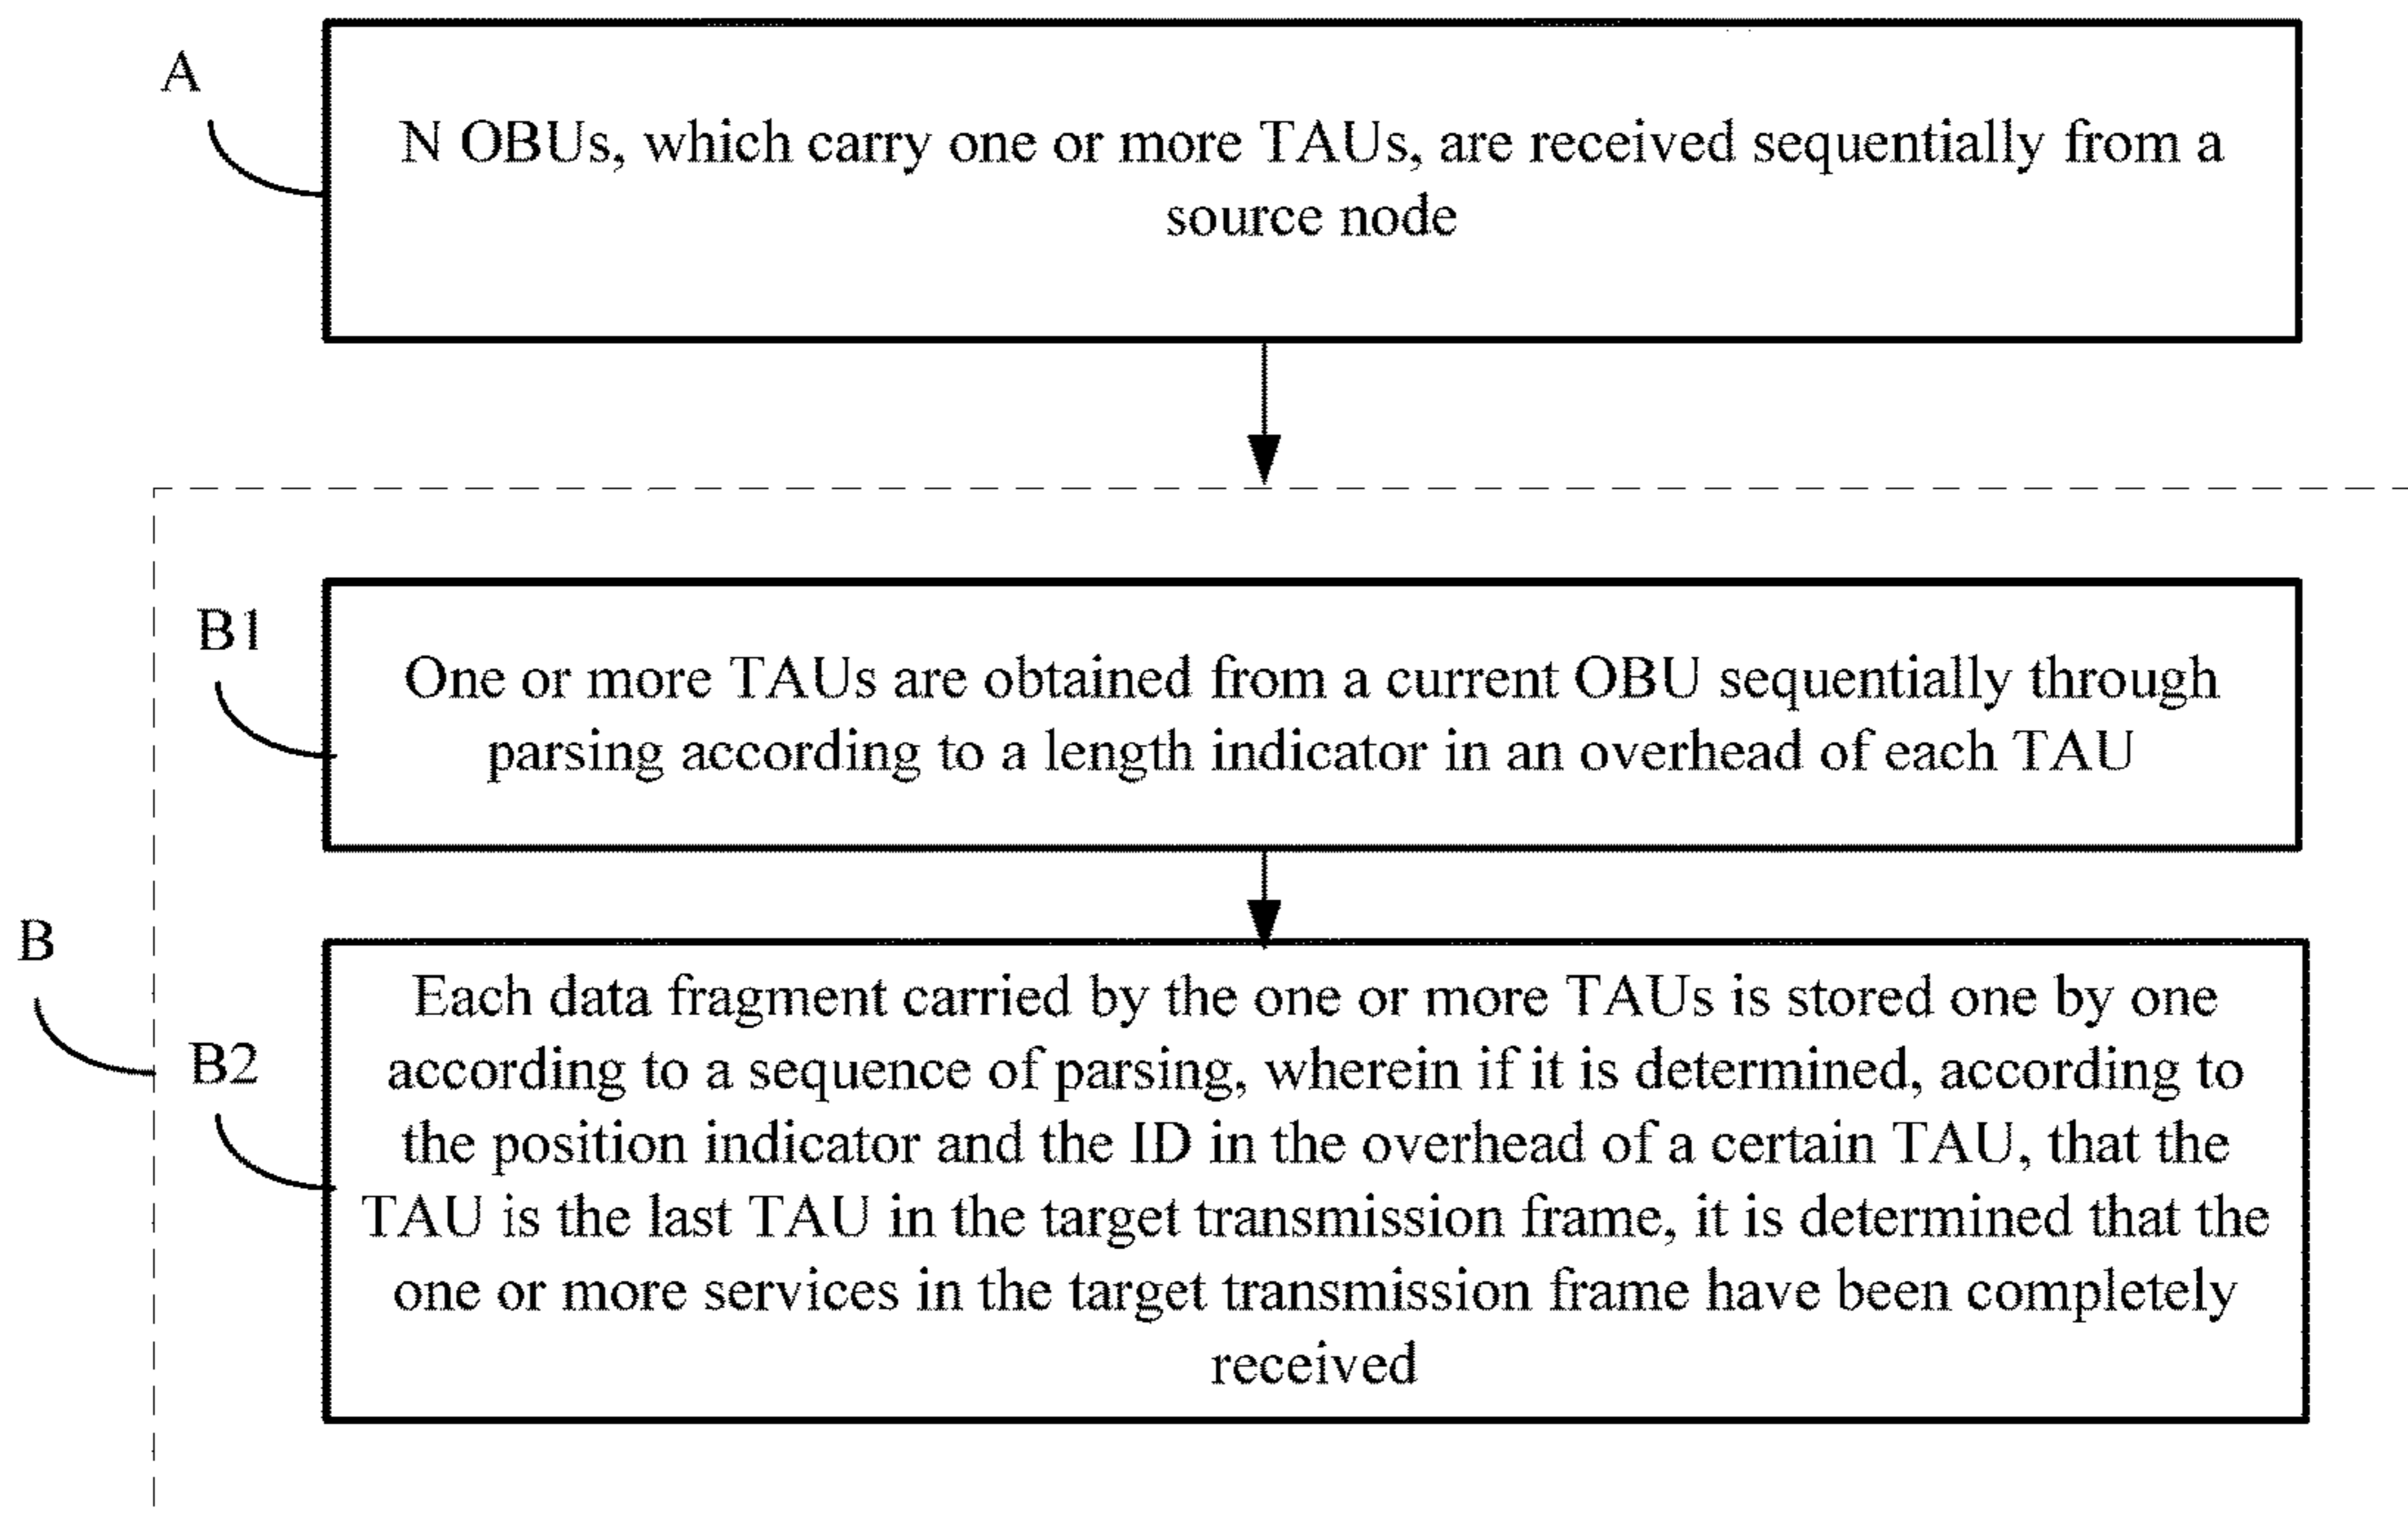 A
N OBUs, which carry one or more TAUs, are received sequentially from a
source node
B1
One or more TAUs are obtained from a current OBU sequentially through
parsing according to a length indicator in an overhead of each TAU
B
B2
Each data fragment carried by the one or more TAUs is stored one by one
according to a sequence of parsing, wherein if it is determined, according to
the position indicator and the ID in the overhead of a certain TAU, that the
TAU is the last TAU in the target transmission frame, it is determined that the
one or more services in the target transmission frame have been completely
received